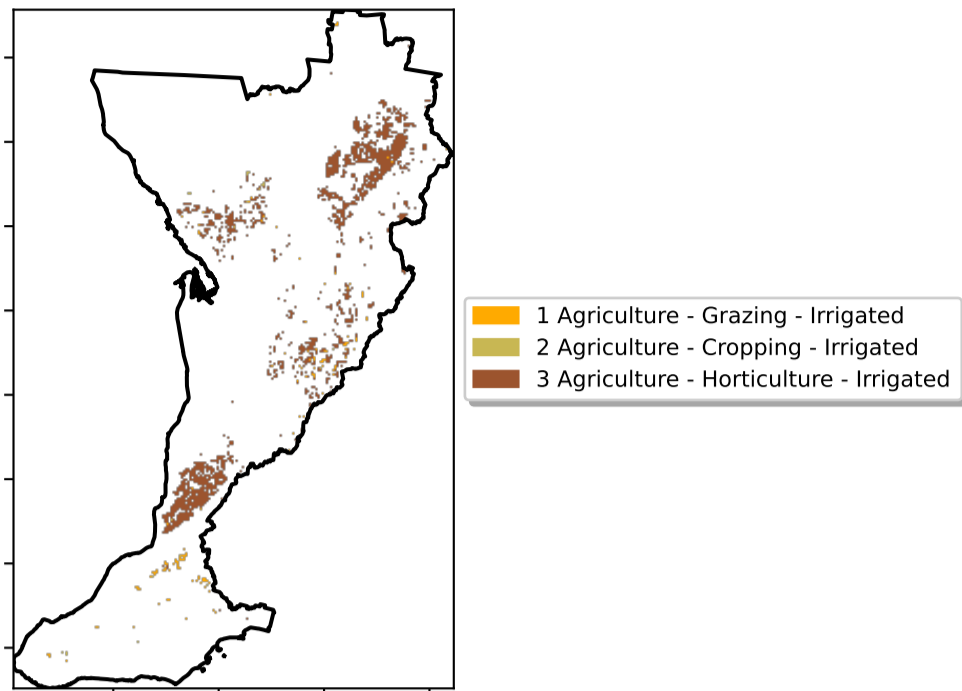 1 Agriculture - Grazing - Irrigated
2 Agriculture - Cropping - Irrigated
3 Agriculture - Horticulture - Irrigated